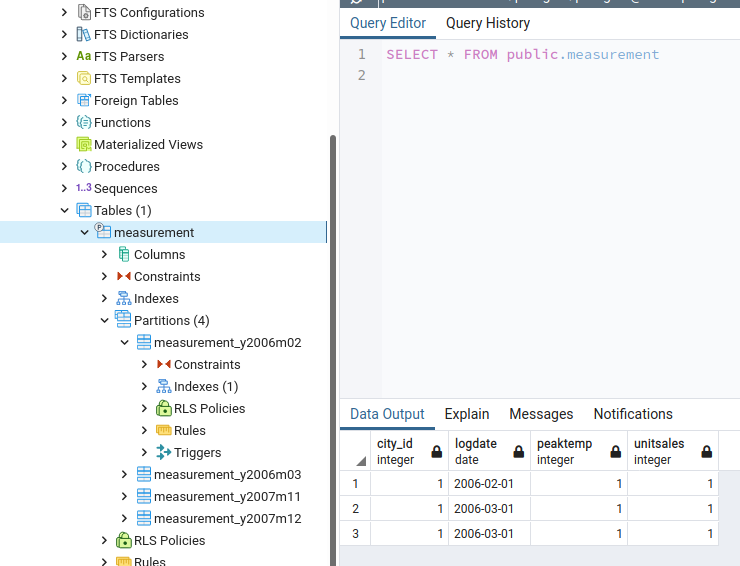 FTS Configurations
FTS Dictionaries
Aa FTS Parsers
FTS Templates
Foreign Tables
Functions
Materialized Views
Procedures
1..3 Sequences
Tables (1)
measurement
Columns
Constraints
Indexes
Partitions (4)
measurement_y2006m02
Constraints
Indexes (1)
RLS Policies
Rules
Triggers
measurement_y2006m03
measurement_y2007m11
measurement_y2007m12
RLS Policies
Rules
Query Editor Query History
1 SELECT * FROM public.measurement
2
Data Output Explain Messages Notifications
city_id logdate peaktemp unitsales
integer date integer integer
1 1 2006-02-01 1 1
2 1 2006-03-01 1 1
3 1 2006-03-01 1 1